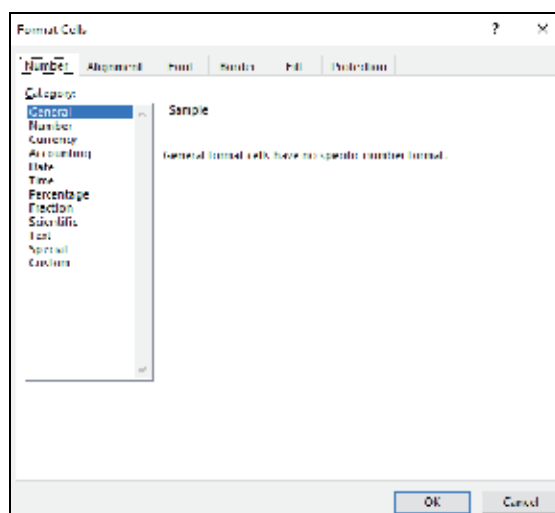 Format Cells ? ×
Number Alignment Font Border Fill Protection
Category:
General
Number
Currency
Accounting
Date
Time
Percentage
Fraction
Scientific
Text
Special
Custom
Sample
General format cells have no specific number format.
OK Cancel